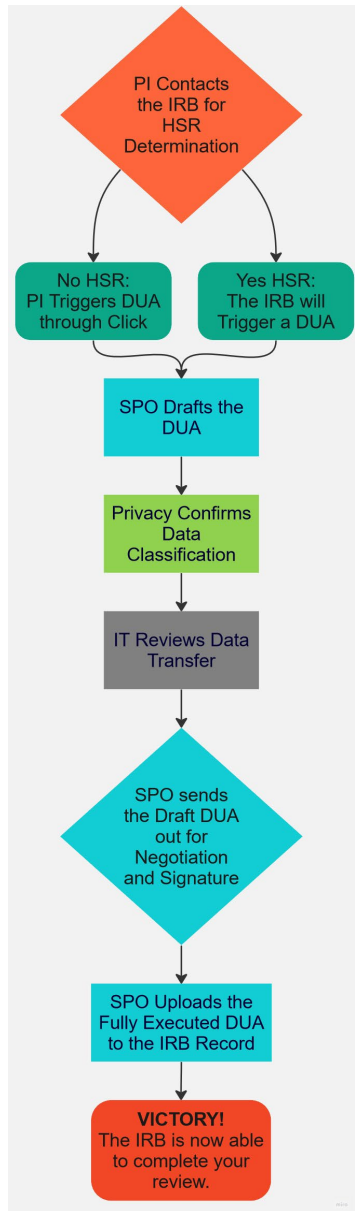 PI Contacts
the IRB for
HSR
Determination
No HSR:
PI Triggers DUA
through Click
Yes HSR:
The IRB will
Trigger a DUA
SPO Drafts the
DUA
Privacy Confirms
Data
Classification
IT Reviews Data
Transfer
SPO sends
the Draft DUA
out for
Negotiation
and Signature
SPO Uploads the
Fully Executed DUA
to the IRB Record
VICTORY!
The IRB is now able
to complete your
review.